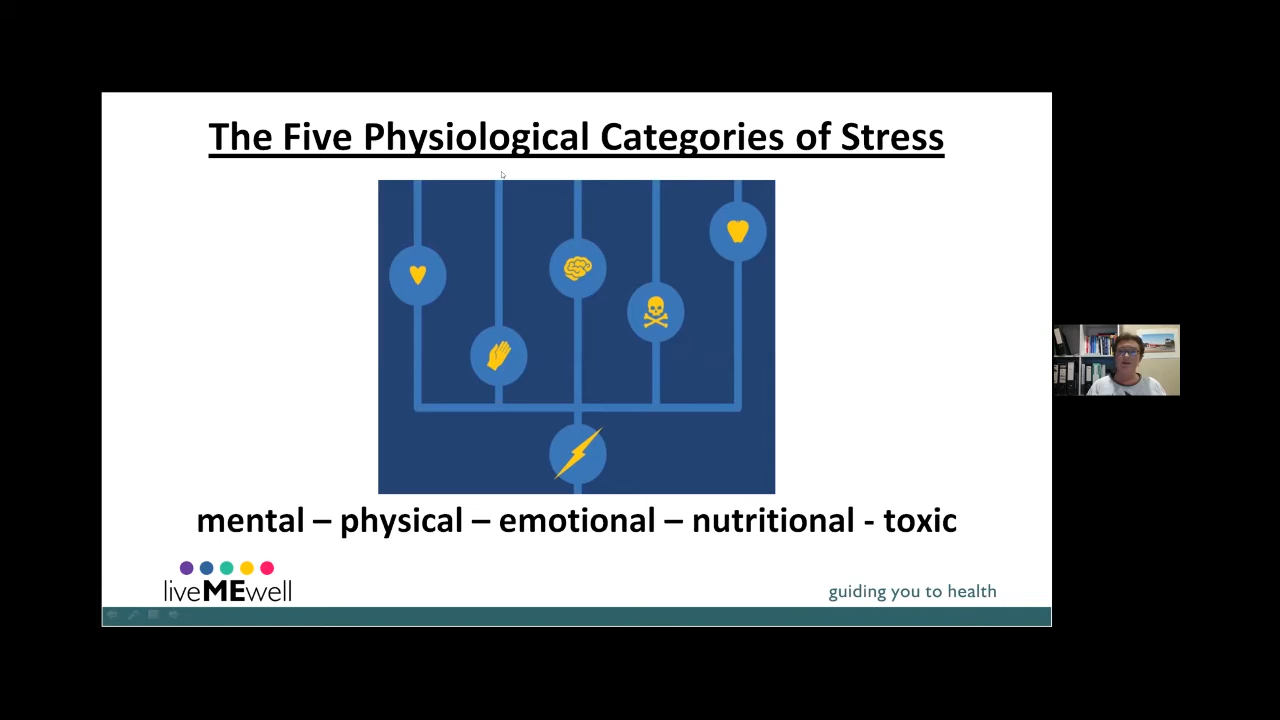 The Five Physiological Categories of Stress
mental – physical – emotional – nutritional - toxic
liveMEwell
guiding you to health